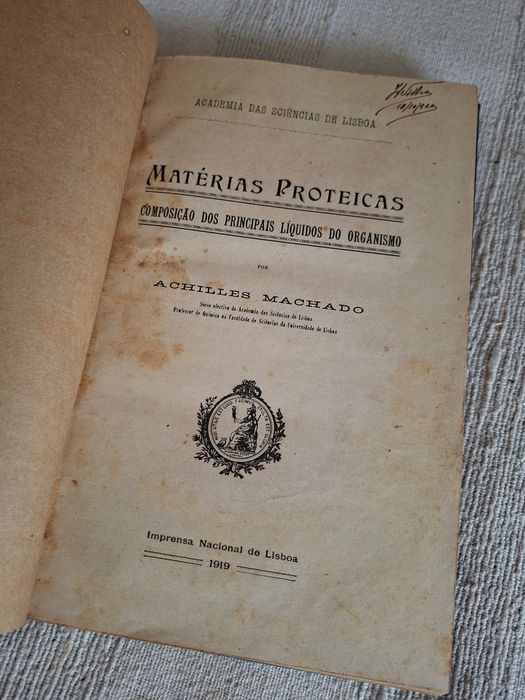 ACADEMIA DAS SCIÊNCIAS DE LISBOA
MATÉRIAS PROTEICAS
COMPOSIÇÃO DOS PRINCIPAIS LÍQUIDOS DO ORGANISMO
POR
ACHILLES MACHADO
Sócio efectivo da Academia das Sciências de Lisboa
Professor de Química na Faculdade de Sciências da Universidade de Lisboa
Imprensa Nacional de Lisboa
1919